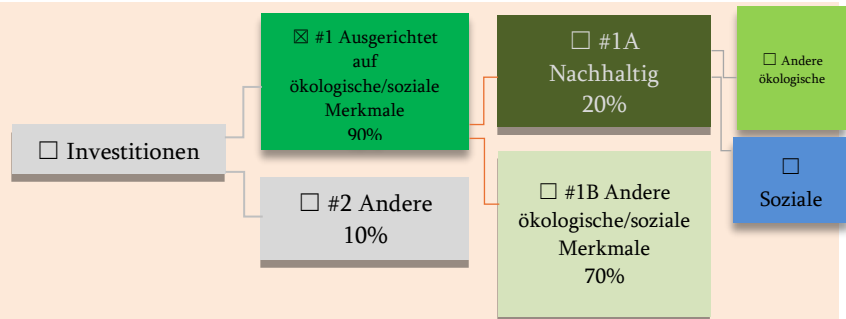 ☐ Investitionen
☒ #1 Ausgerichtet
auf
ökologische/soziale
Merkmale
90%
☐ #2 Andere
10%
☐ #1A
Nachhaltig
20%
☐ #1B Andere
ökologische/soziale
Merkmale
70%
☐ Andere
ökologische
☐
Soziale